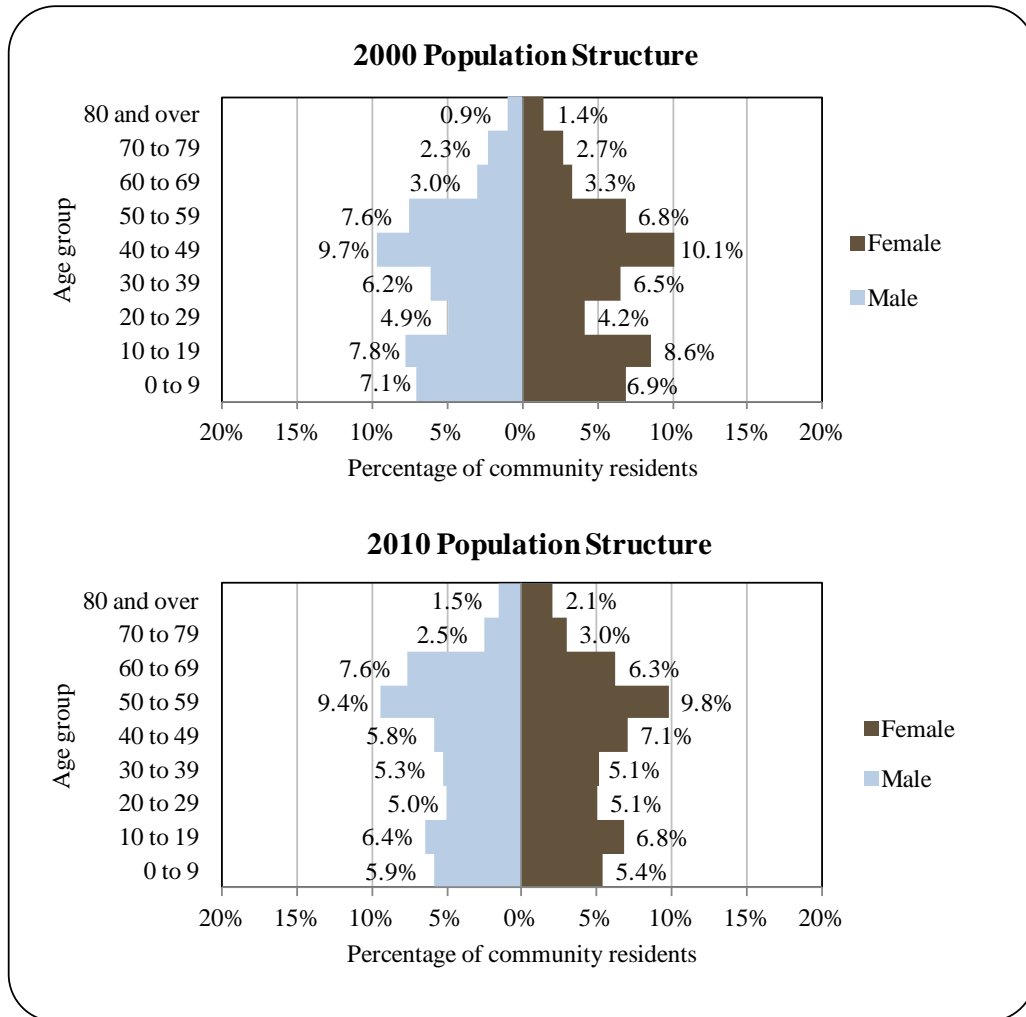 2000 Population Structure
80 and over 0.9% 1.4%
70 to 79 2.3% 2.7%
60 to 69 3.0% 3.3%
50 to 59 7.6% 6.8%
40 to 49 9.7% 10.1%
30 to 39 6.2% 6.5%
20 to 29 4.9% 4.2%
10 to 19 7.8% 8.6%
0 to 9 7.1% 6.9%
Age group
Female
Male
20% 15% 10% 5% 0% 5% 10% 15% 20%
Percentage of community residents
2010 Population Structure
80 and over 1.5% 2.1%
70 to 79 2.5% 3.0%
60 to 69 7.6% 6.3%
50 to 59 9.4% 9.8%
40 to 49 5.8% 7.1%
30 to 39 5.3% 5.1%
20 to 29 5.0% 5.1%
10 to 19 6.4% 6.8%
0 to 9 5.9% 5.4%
Age group
Female
Male
20% 15% 10% 5% 0% 5% 10% 15% 20%
Percentage of community residents